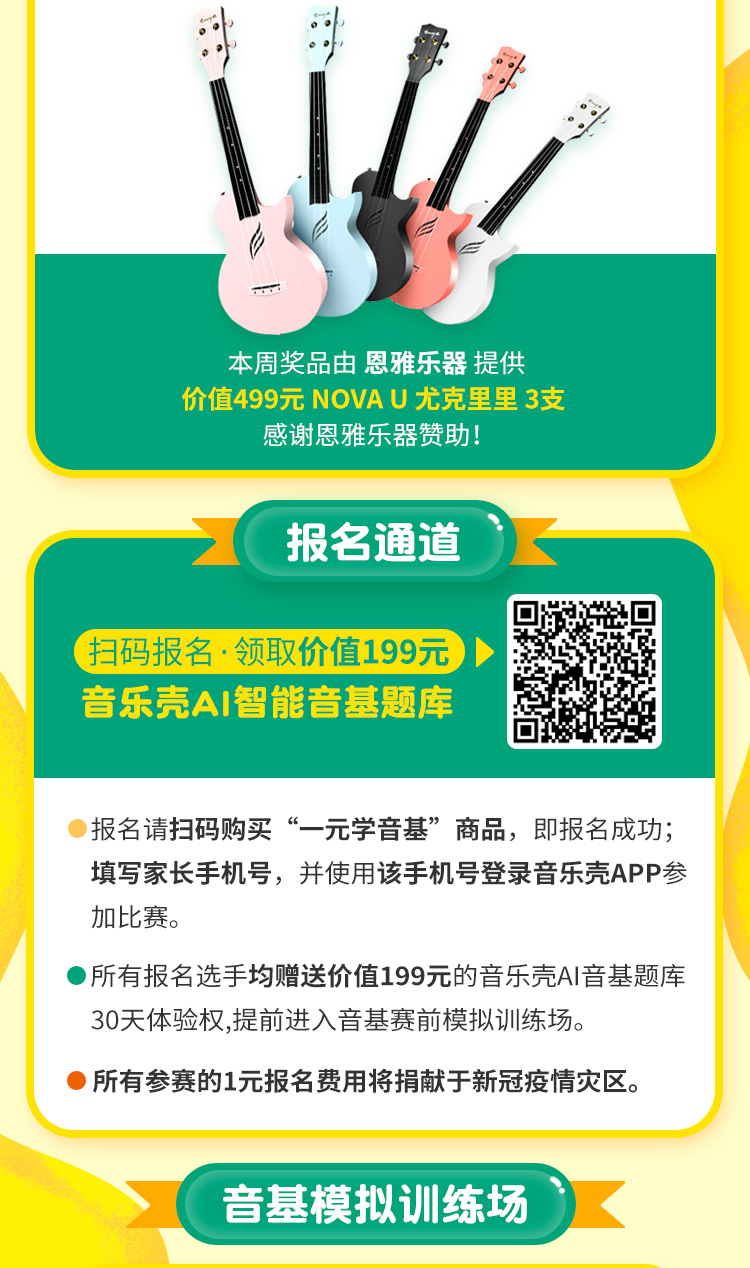 本周奖品由 恩雅乐器 提供
价值499元 NOVA U 尤克里里 3支
感谢恩雅乐器赞助！
报名通道
扫码报名·领取价值199元
音乐壳AI智能音基题库
报名请扫码购买“一元学音基”商品，即报名成功；
填写家长手机号，并使用该手机号登录音乐壳APP参
加比赛。
所有报名选手均赠送价值199元的音乐壳AI音基题库
30天体验权,提前进入音基赛前模拟训练场。
所有参赛的1元报名费用将捐献于新冠疫情灾区。
音基模拟训练场